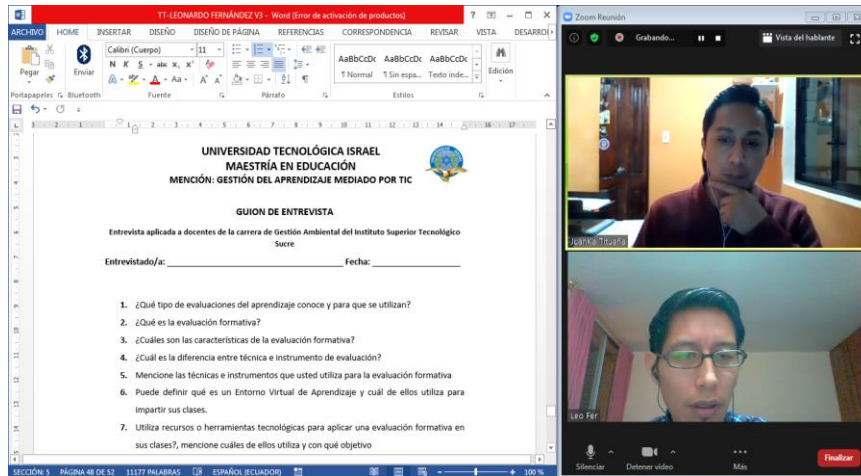 TT-LEONARDO FERNÁNDEZ V3 - Word (Error de activación de productos)
ARCHIVO HOME INSERTAR DISEÑO DISEÑO DE PÁGINA REFERENCIAS CORRESPONDENCIA REVISAR VISTA DESARROL
Calibri (Cuerpo) 11
Pegar Enviar
N K S abc
AaBbCcDc AaBbCcDc AaBbCcDc
¶ Normal ¶ Sin espa... Texto inde...
Edición
Portapapeles Bluetooth Fuente Párrafo Estilos
UNIVERSIDAD TECNOLÓGICA ISRAEL
MAESTRÍA EN EDUCACIÓN
MENCIÓN: GESTIÓN DEL APRENDIZAJE MEDIADO POR TIC
GUION DE ENTREVISTA
Entrevista aplicada a docentes de la carrera de Gestión Ambiental del Instituto Superior Tecnológico
Sucre
Entrevistado/a: Fecha:
1. ¿Qué tipo de evaluaciones del aprendizaje conoce y para que se utilizan?
2. ¿Qué es la evaluación formativa?
3. ¿Cuáles son las características de la evaluación formativa?
4. ¿Cuál es la diferencia entre técnica e instrumento de evaluación?
5. Mencione las técnicas e instrumentos que usted utiliza para la evaluación formativa
6. Puede definir qué es un Entorno Virtual de Aprendizaje y cuál de ellos utiliza para
impartir sus clases.
7. Utiliza recursos o herramientas tecnológicas para aplicar una evaluación formativa en
sus clases?, mencione cuáles de ellos utiliza y con qué objetivo
SECCIÓN: 5 PÁGINA 48 DE 52 11177 PALABRAS ESPAÑOL (ECUADOR) 100 %
Zoom Reunión
Grabando... Vista del hablante
Leo Fer
Silenciar Detener video Más Finalizar